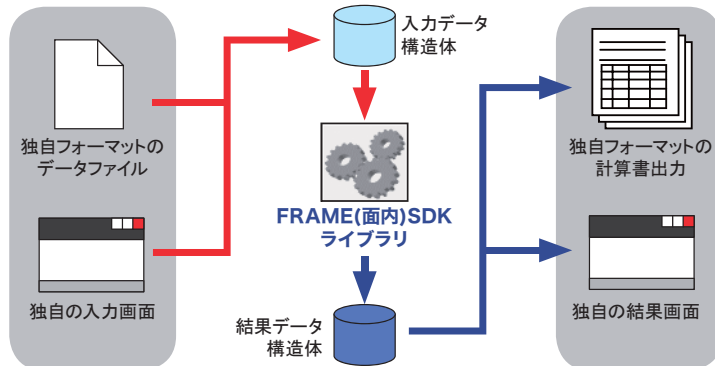 入力データ
構造体
独自フォーマットの
データファイル
独自フォーマットの
計算書出力
FRAME(面内)SDK
ライブラリ
独自の入力画面
結果データ
構造体
独自の結果画面